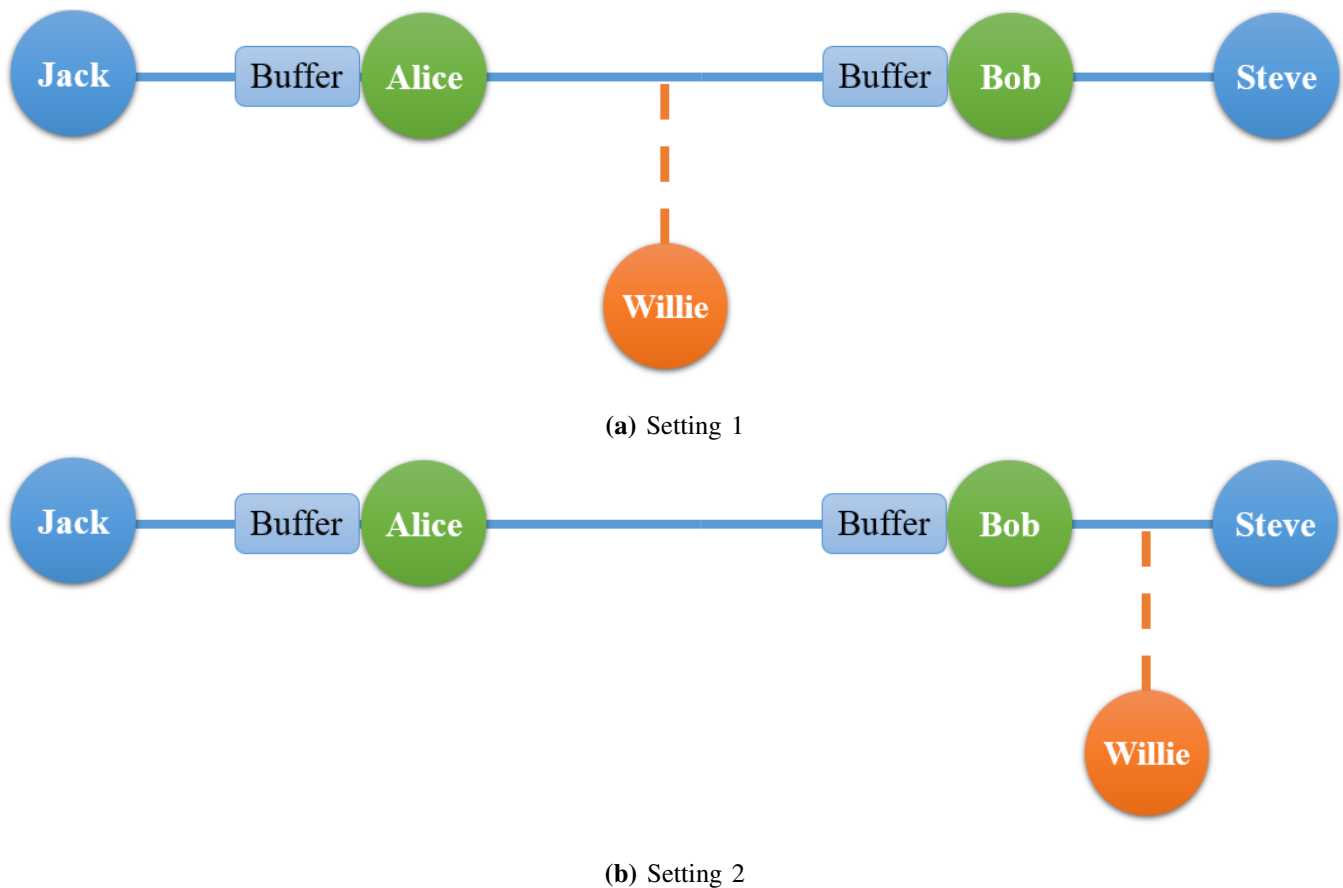 Jack Buffer Alice Buffer Bob Steve
Willie
(a) Setting 1
Jack Buffer Alice Buffer Bob Steve
Willie
(b) Setting 2